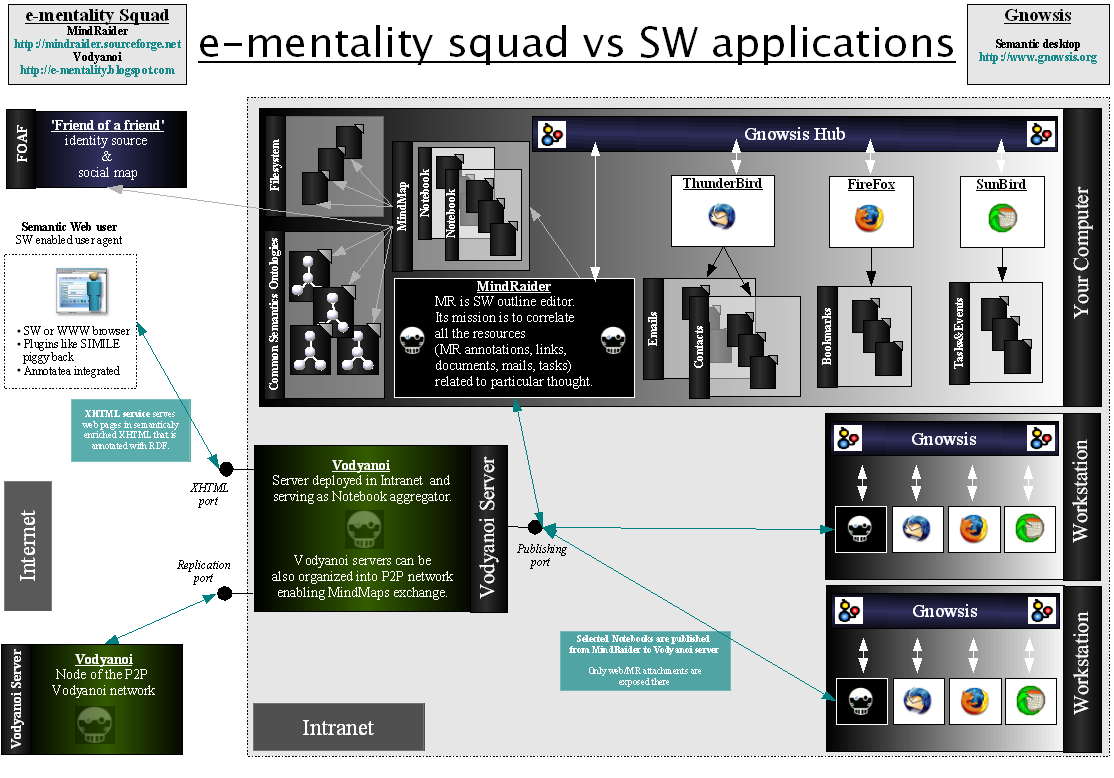 e-mentality Squad
MindRaider
http://mindraider.sourceforge.net
Vodyanoi
http://e-mentality.blogspot.com
e-mentality squad vs SW applications
Gnowsis
Semantic desktop
http://www.gnowsis.org
FOAF
'Friend of a friend'
identity source
&
social map
Semantic Web user
SW enabled user agent
• SW or WWW browser
• Plugins like SIMILE
piggy back
• Annotatea integrated
XHTML service serves
web pages in semanticaly
enriched XHTML that is
annotated with RDF.
Filesystem
Common Semantics Ontologies
MindMap
Notebook
Notebook
Gnowsis Hub
ThunderBird
FireFox
SunBird
MindRaider
MR is SW outline editor.
Its mission is to correlate
all the resources
(MR annotations, links,
documents, mails, tasks)
related to particular thought.
Emails
Contacts
Bookmarks
Tasks&Events
Your Computer
XHTML
port
Replication
port
Vodyanoi
Server deployed in Intranet and
serving as Notebook aggregator.
Vodyanoi servers can be
also organized into P2P network
enabling MindMaps exchange.
Vodyanoi Server
Publishing
port
Gnowsis
Workstation
Gnowsis
Workstation
Selected Notebooks are published
from MindRaider to Vodyanoi server
Only web/MR attachments are
exposed there
Internet
Vodyanoi Server
Vodyanoi
Node of the P2P
Vodyanoi network
Intranet